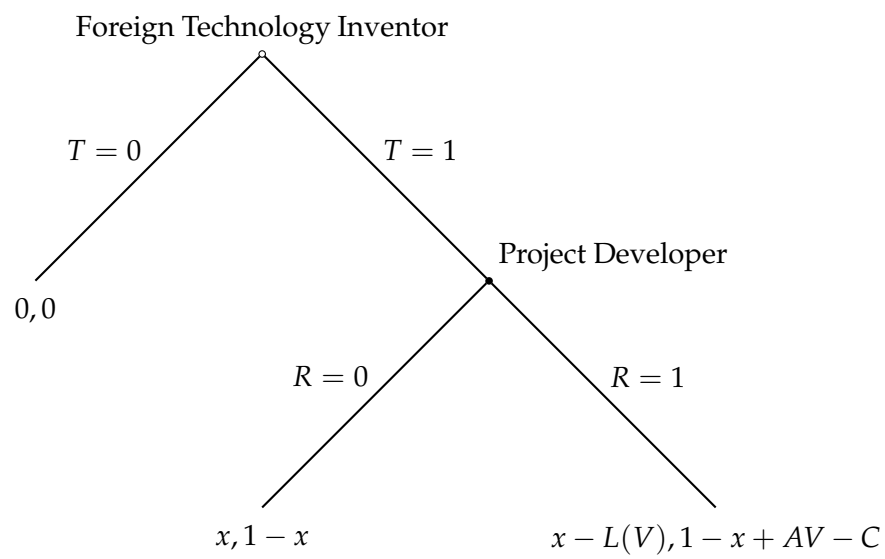 Foreign Technology Inventor
T = 0
T = 1
Project Developer
0, 0
R = 0
R = 1
x, 1 − x
x − L(V), 1 − x + AV − C